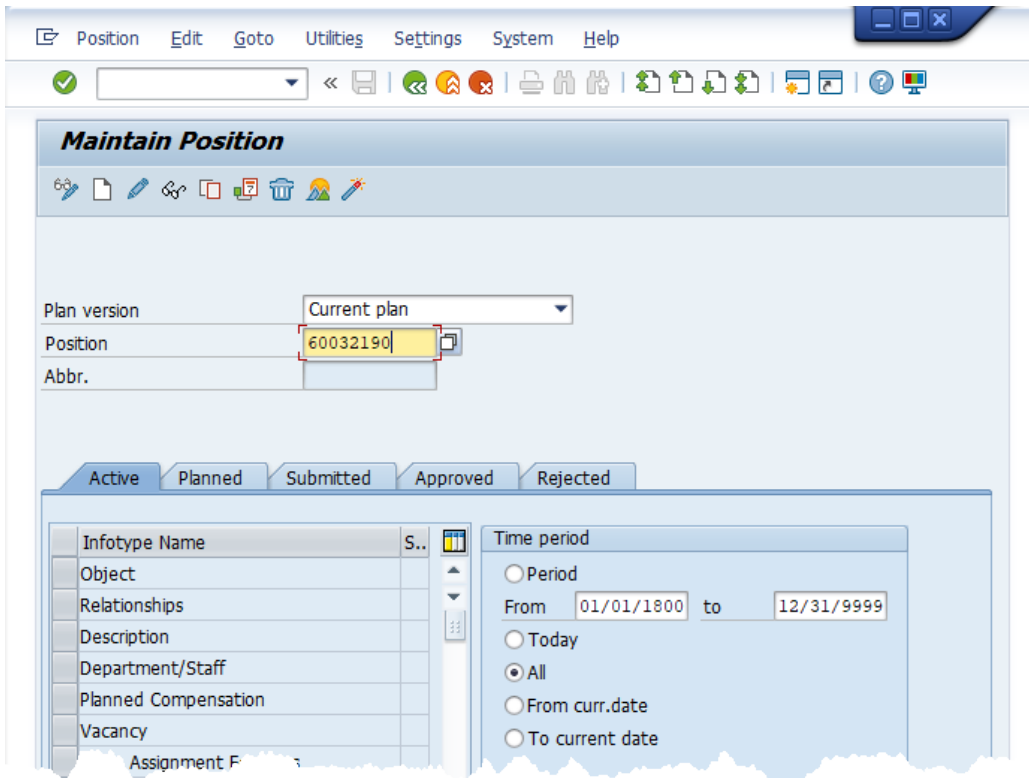 Position Edit Goto Utilities Settings System Help
Maintain Position
Plan version Current plan
Position 60032190
Abbr.
Active Planned Submitted Approved Rejected
Infotype Name S..
Object
Relationships
Description
Department/Staff
Planned Compensation
Vacancy
Assignment
Time period
Period
From 01/01/1800 to 12/31/9999
Today
All
From curr.date
To current date